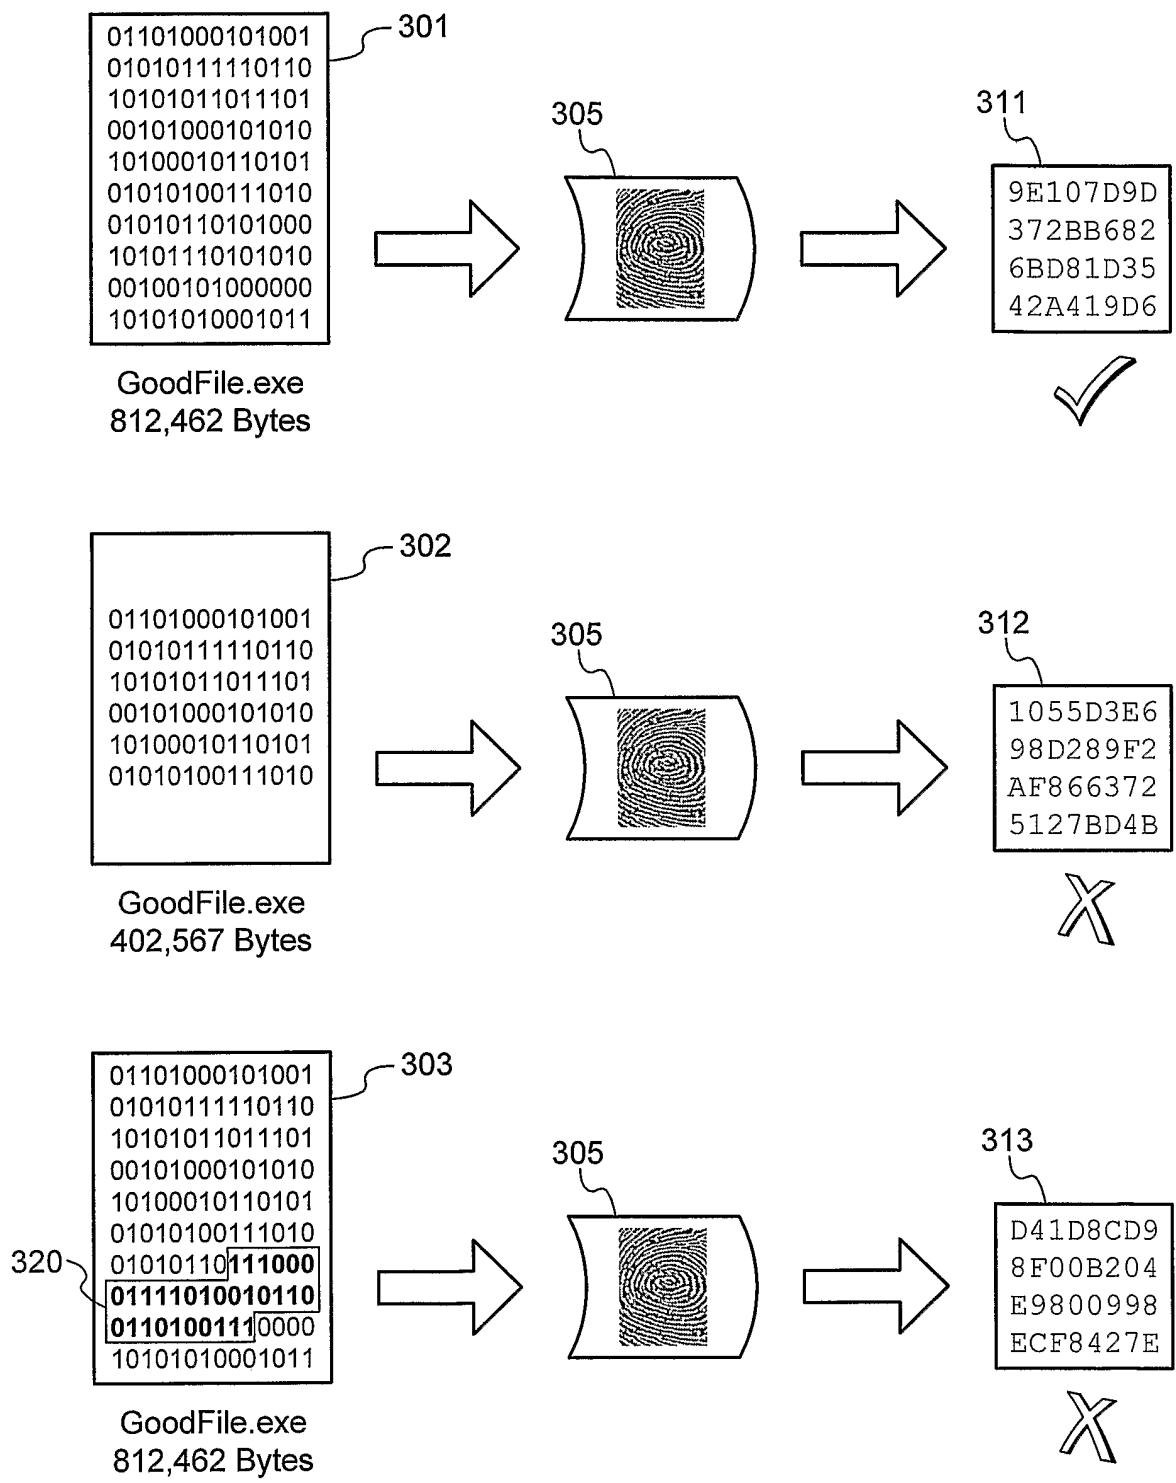 01101000101001
01010111110110
10101011011101
00101000101010
10100010110101
01010100111010
01010110101000
10101110101010
00100101000000
10101010001011
301
GoodFile.exe
812,462 Bytes
305
311
9E107D9D
372BB682
6BD81D35
42A419D6
302
01101000101001
01010111110110
10101011011101
00101000101010
10100010110101
01010100111010
GoodFile.exe
402,567 Bytes
305
312
1055D3E6
98D289F2
AF866372
5127BD4B
303
01101000101001
01010111110110
10101011011101
00101000101010
10100010110101
01010100111010
320
01010110111000
01111010010110
01101001110000
10101010001011
GoodFile.exe
812,462 Bytes
305
313
D41D8CD9
8F00B204
E9800998
ECF8427E